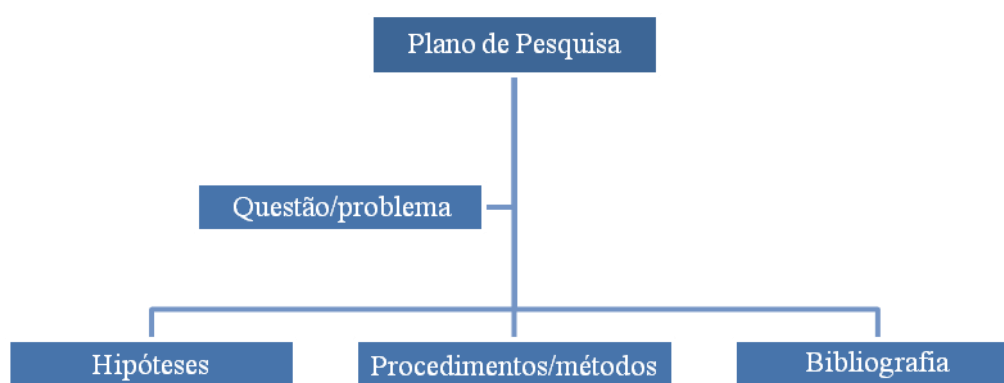 Plano de Pesquisa
Questão/problema
Hipóteses
Procedimentos/métodos
Bibliografia